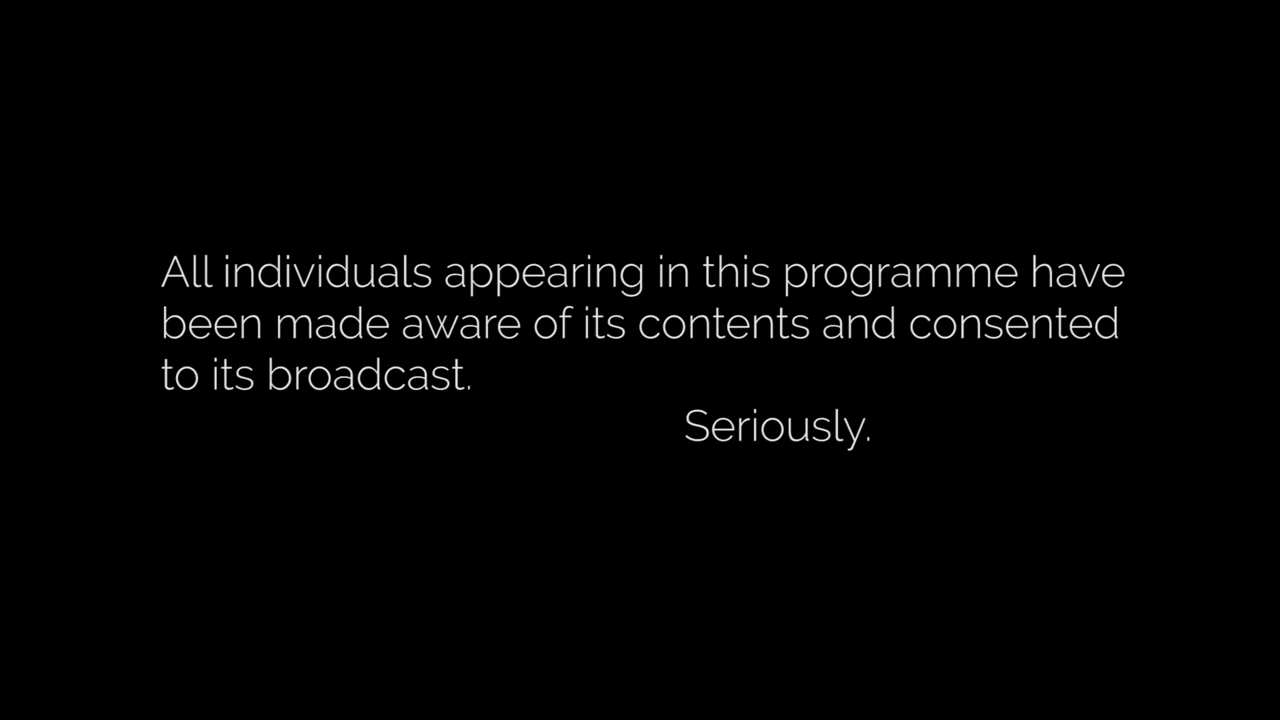 All individuals appearing in this programme have
been made aware of its contents and consented
to its broadcast.
Seriously.